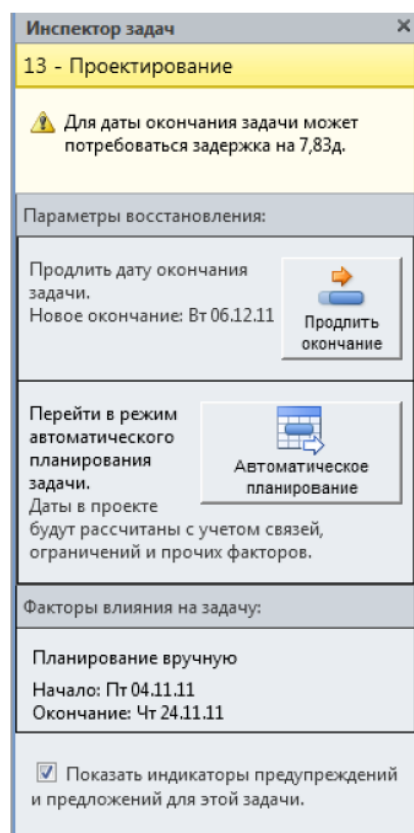 Инспектор задач
13 - Проектирование
Для даты окончания задачи может
потребоваться задержка на 7,83д.
Параметры восстановления:
Продлить дату окончания
задачи.
Новое окончание: Вт 06.12.11
Продлить
окончание
Перейти в режим
автоматического
планирования
задачи.
Даты в проекте
будут рассчитаны с учетом связей,
ограничений и прочих факторов.
Автоматическое
планирование
Факторы влияния на задачу:
Планирование вручную
Начало: Пт 04.11.11
Окончание: Чт 24.11.11
Показать индикаторы предупреждений
и предложений для этой задачи.